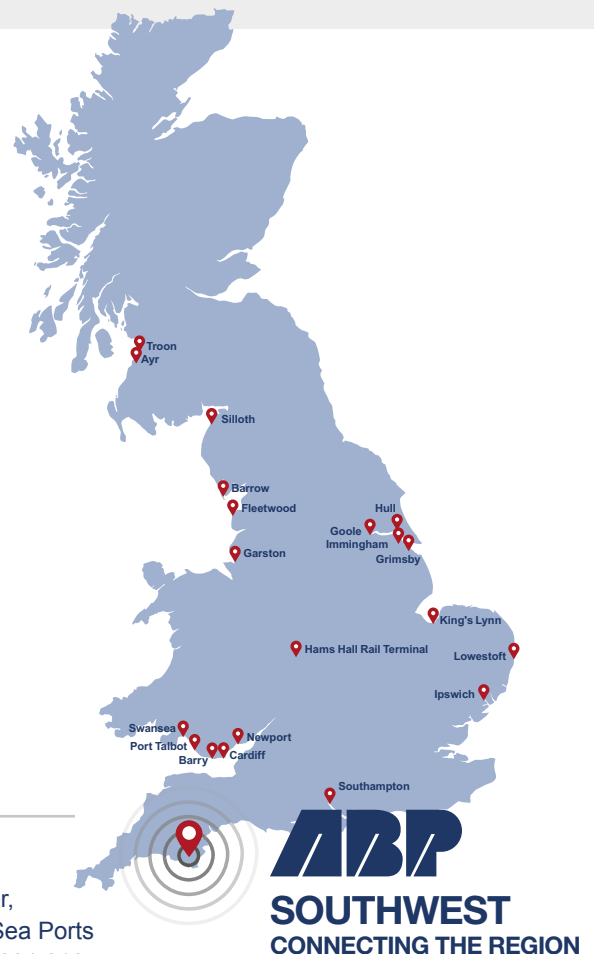 Troon
Ayr
Silloth
Barrow
Fleetwood
Hull
Goole
Immingham
Grimsby
Garston
King's Lynn
Hams Hall Rail Terminal
Lowestoft
Ipswich
Swansea
Newport
Port Talbot
Cardiff
Barry
Southampton
ABP
SOUTHWEST
CONNECTING THE REGION
Sea Ports